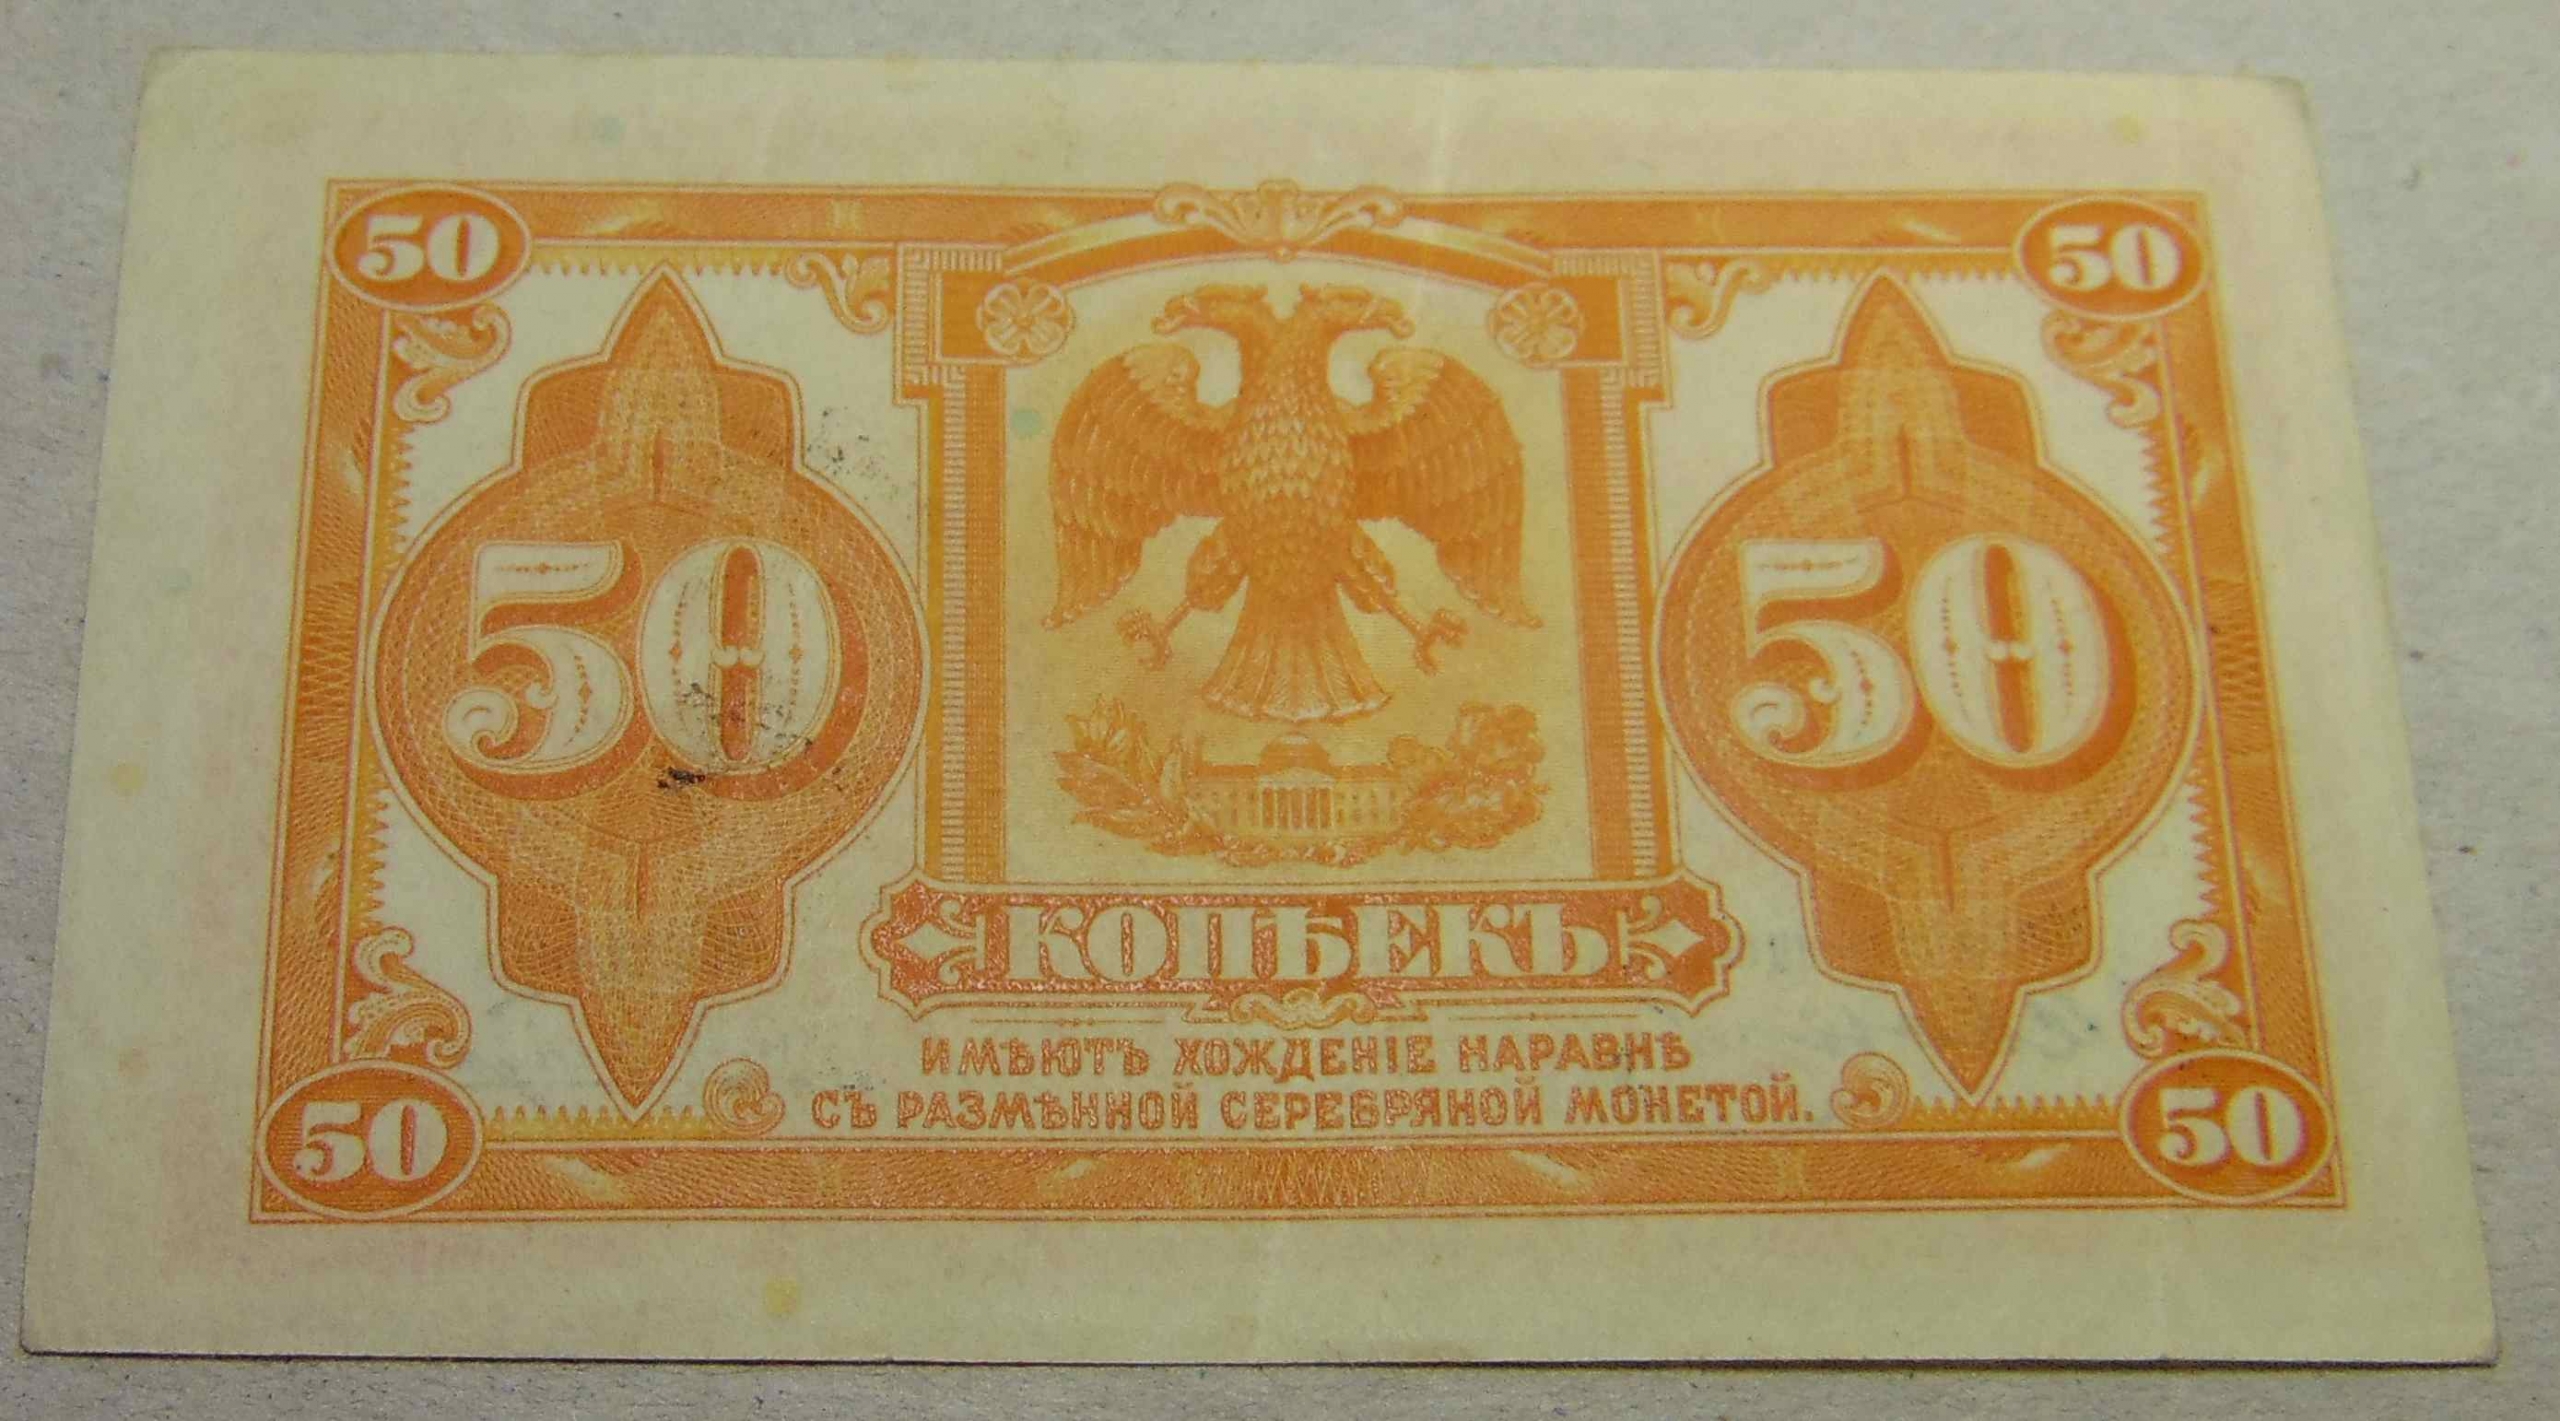 50 50
50 50
КОПѢЕКЪ
ИМѢЮТЪ ХОЖДЕНІЕ НАРАВНѢ
СЪ РАЗМѢННОЙ СЕРЕБРЯНОЙ МОНЕТОЙ.
50 50